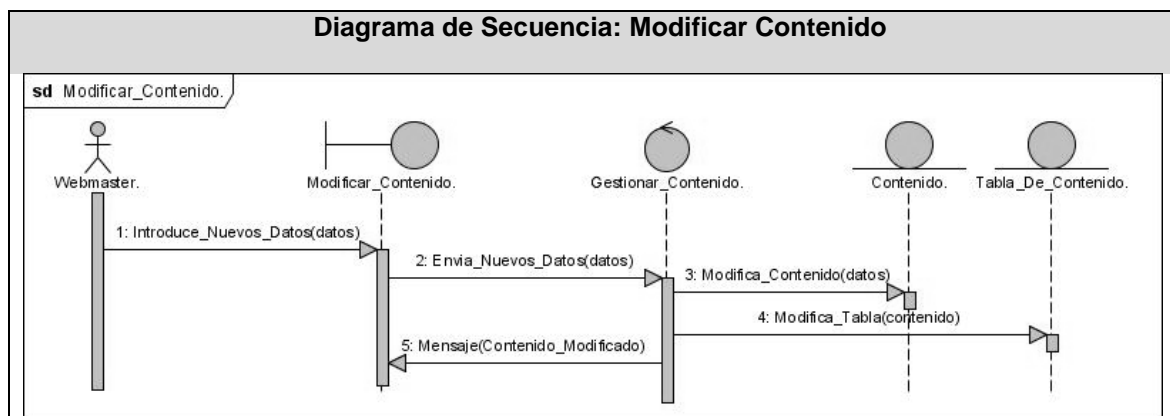 Diagrama de Secuencia: Modificar Contenido
sd Modificar_Contenido.
Webmaster.
Modificar_Contenido.
Gestionar_Contenido.
Contenido.
Tabla_De_Contenido.
1: Introduce_Nuevos_Datos(datos)
2: Envia_Nuevos_Datos(datos)
3: Modifica_Contenido(datos)
4: Modifica_Tabla(contenido)
5: Mensaje(Contenido_Modificado)